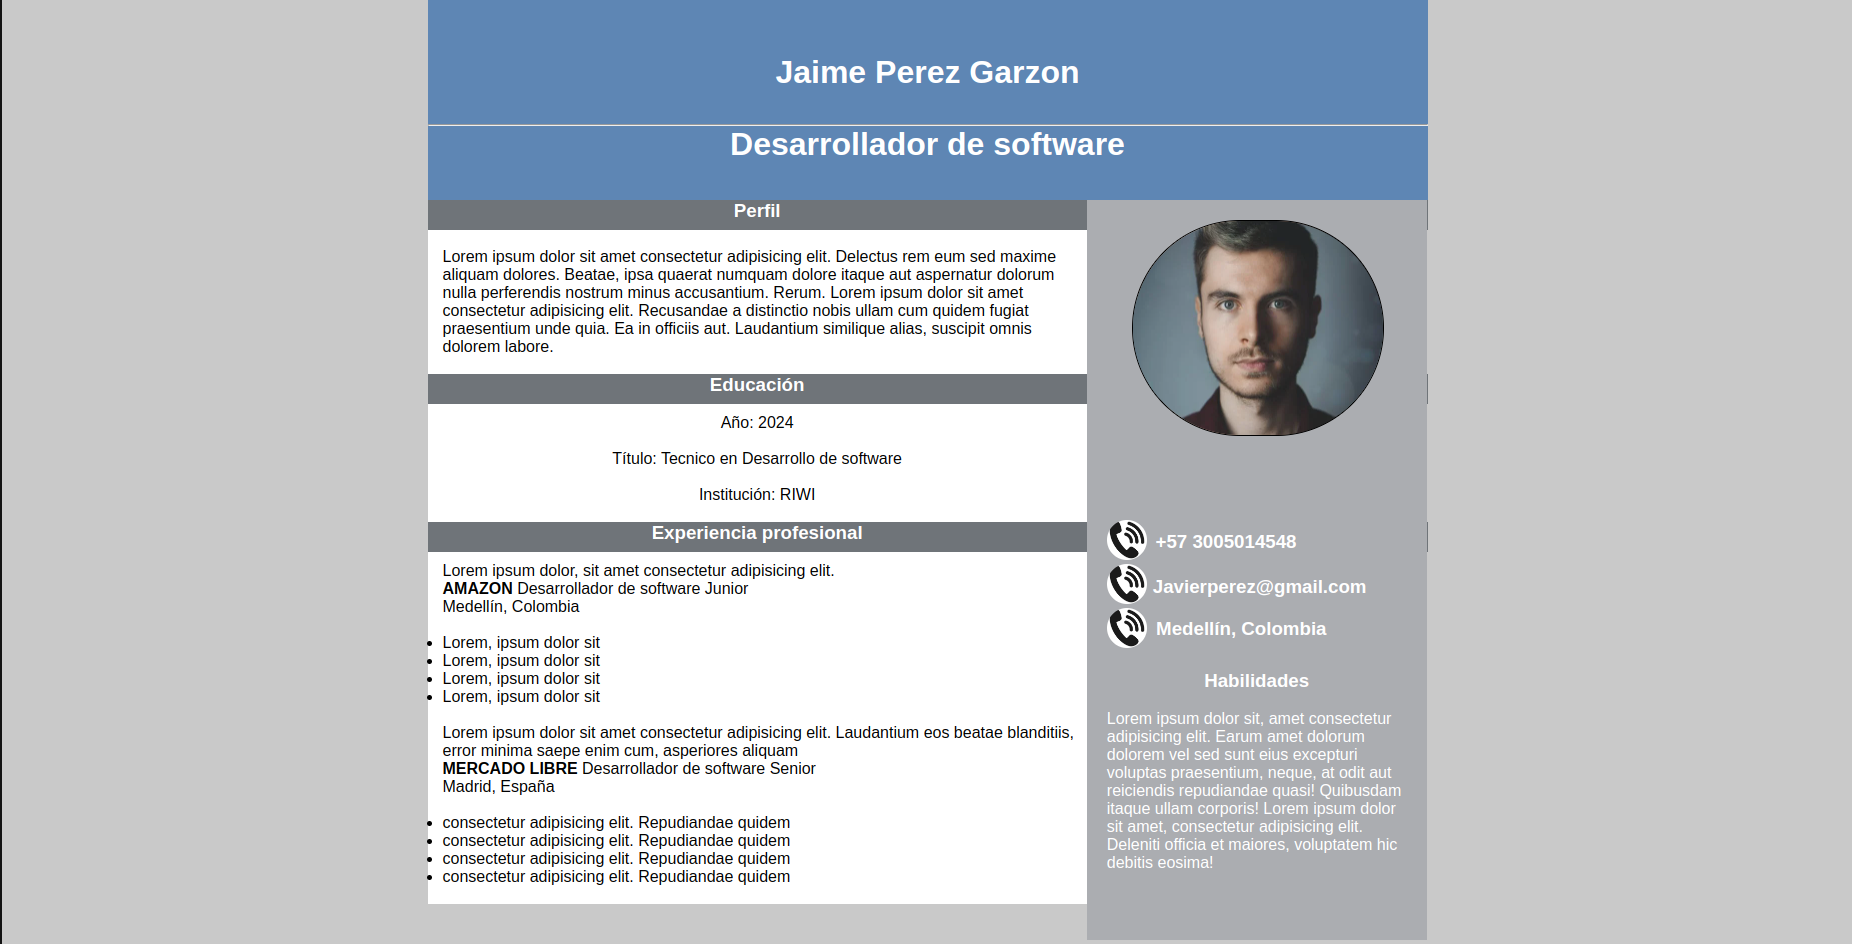 Jaime Perez Garzon
Desarrollador de software
Perfil
Lorem ipsum dolor sit amet consectetur adipisicing elit. Delectus rem eum sed maxime
aliquam dolores. Beatae, ipsa quaerat numquam dolore itaque aut aspernatur dolorum
nulla perferendis nostrum minus accusantium. Rerum. Lorem ipsum dolor sit amet
consectetur adipisicing elit. Recusandae a distinctio nobis ullam cum quidem fugiat
praesentium unde quia. Ea in officiis aut. Laudantium similique alias, suscipit omnis
dolorem labore.
Educación
Año: 2024
Título: Tecnico en Desarrollo de software
Institución: RIWI
Experiencia profesional
Lorem ipsum dolor, sit amet consectetur adipisicing elit.
AMAZON Desarrollador de software Junior
Medellín, Colombia
• Lorem, ipsum dolor sit
• Lorem, ipsum dolor sit
• Lorem, ipsum dolor sit
• Lorem, ipsum dolor sit
Lorem ipsum dolor sit amet consectetur adipisicing elit. Laudantium eos beatae blanditiis,
error minima saepe enim cum, asperiores aliquam
MERCADO LIBRE Desarrollador de software Senior
Madrid, España
• consectetur adipisicing elit. Repudiandae quidem
• consectetur adipisicing elit. Repudiandae quidem
• consectetur adipisicing elit. Repudiandae quidem
• consectetur adipisicing elit. Repudiandae quidem
+57 3005014548
Javierperez@gmail.com
Medellín, Colombia
Habilidades
Lorem ipsum dolor sit, amet consectetur
adipisicing elit. Earum amet dolorum
dolorem vel sed sunt eius excepturi
voluptas praesentium, neque, at odit aut
reiciendis repudiandae quasi! Quibusdam
itaque ullam corporis! Lorem ipsum dolor
sit amet, consectetur adipisicing elit.
Deleniti officia et maiores, voluptatem hic
debitis eosima!